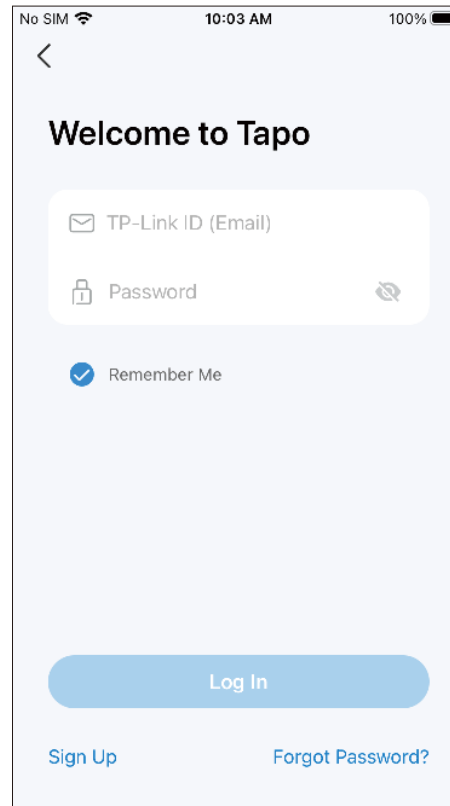 No SIM 10:03 AM 100%
Welcome to Tapo
TP-Link ID (Email)
Password
Remember Me
Log In
Sign Up Forgot Password?